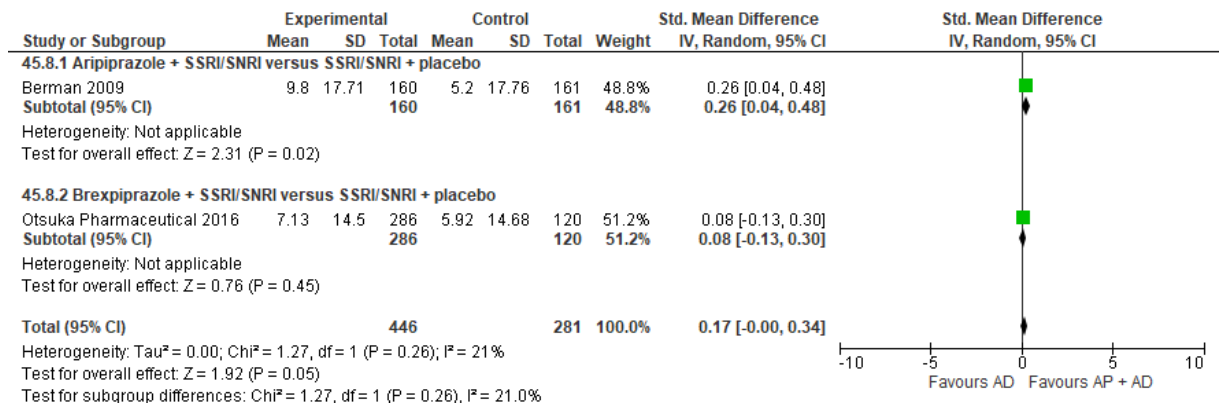 Experimental Control Std. Mean Difference Std. Mean Difference
Study or Subgroup Mean SD Total Mean SD Total Weight IV, Random, 95% CI IV, Random, 95% CI
45.8.1 Aripiprazole + SSRI/SNRI versus SSRI/SNRI + placebo
Berman 2009 9.8 17.71 160 5.2 17.76 161 48.8% 0.26 [0.04, 0.48]
Subtotal (95% CI) 160 161 48.8% 0.26 [0.04, 0.48]
Heterogeneity: Not applicable
Test for overall effect: Z = 2.31 (P = 0.02)
45.8.2 Brexpiprazole + SSRI/SNRI versus SSRI/SNRI + placebo
Otsuka Pharmaceutical 2016 7.13 14.5 286 5.92 14.68 120 51.2% 0.08 [-0.13, 0.30]
Subtotal (95% CI) 286 120 51.2% 0.08 [-0.13, 0.30]
Heterogeneity: Not applicable
Test for overall effect: Z = 0.76 (P = 0.45)
Total (95% CI) 446 281 100.0% 0.17 [-0.00, 0.34]
Heterogeneity: Tau² = 0.00; Chi² = 1.27, df = 1 (P = 0.26); I² = 21%
Test for overall effect: Z = 1.92 (P = 0.05)
Test for subgroup differences: Chi² = 1.27, df = 1 (P = 0.26), I² = 21.0%
-10 -5 0 5 10
Favours AD Favours AP + AD